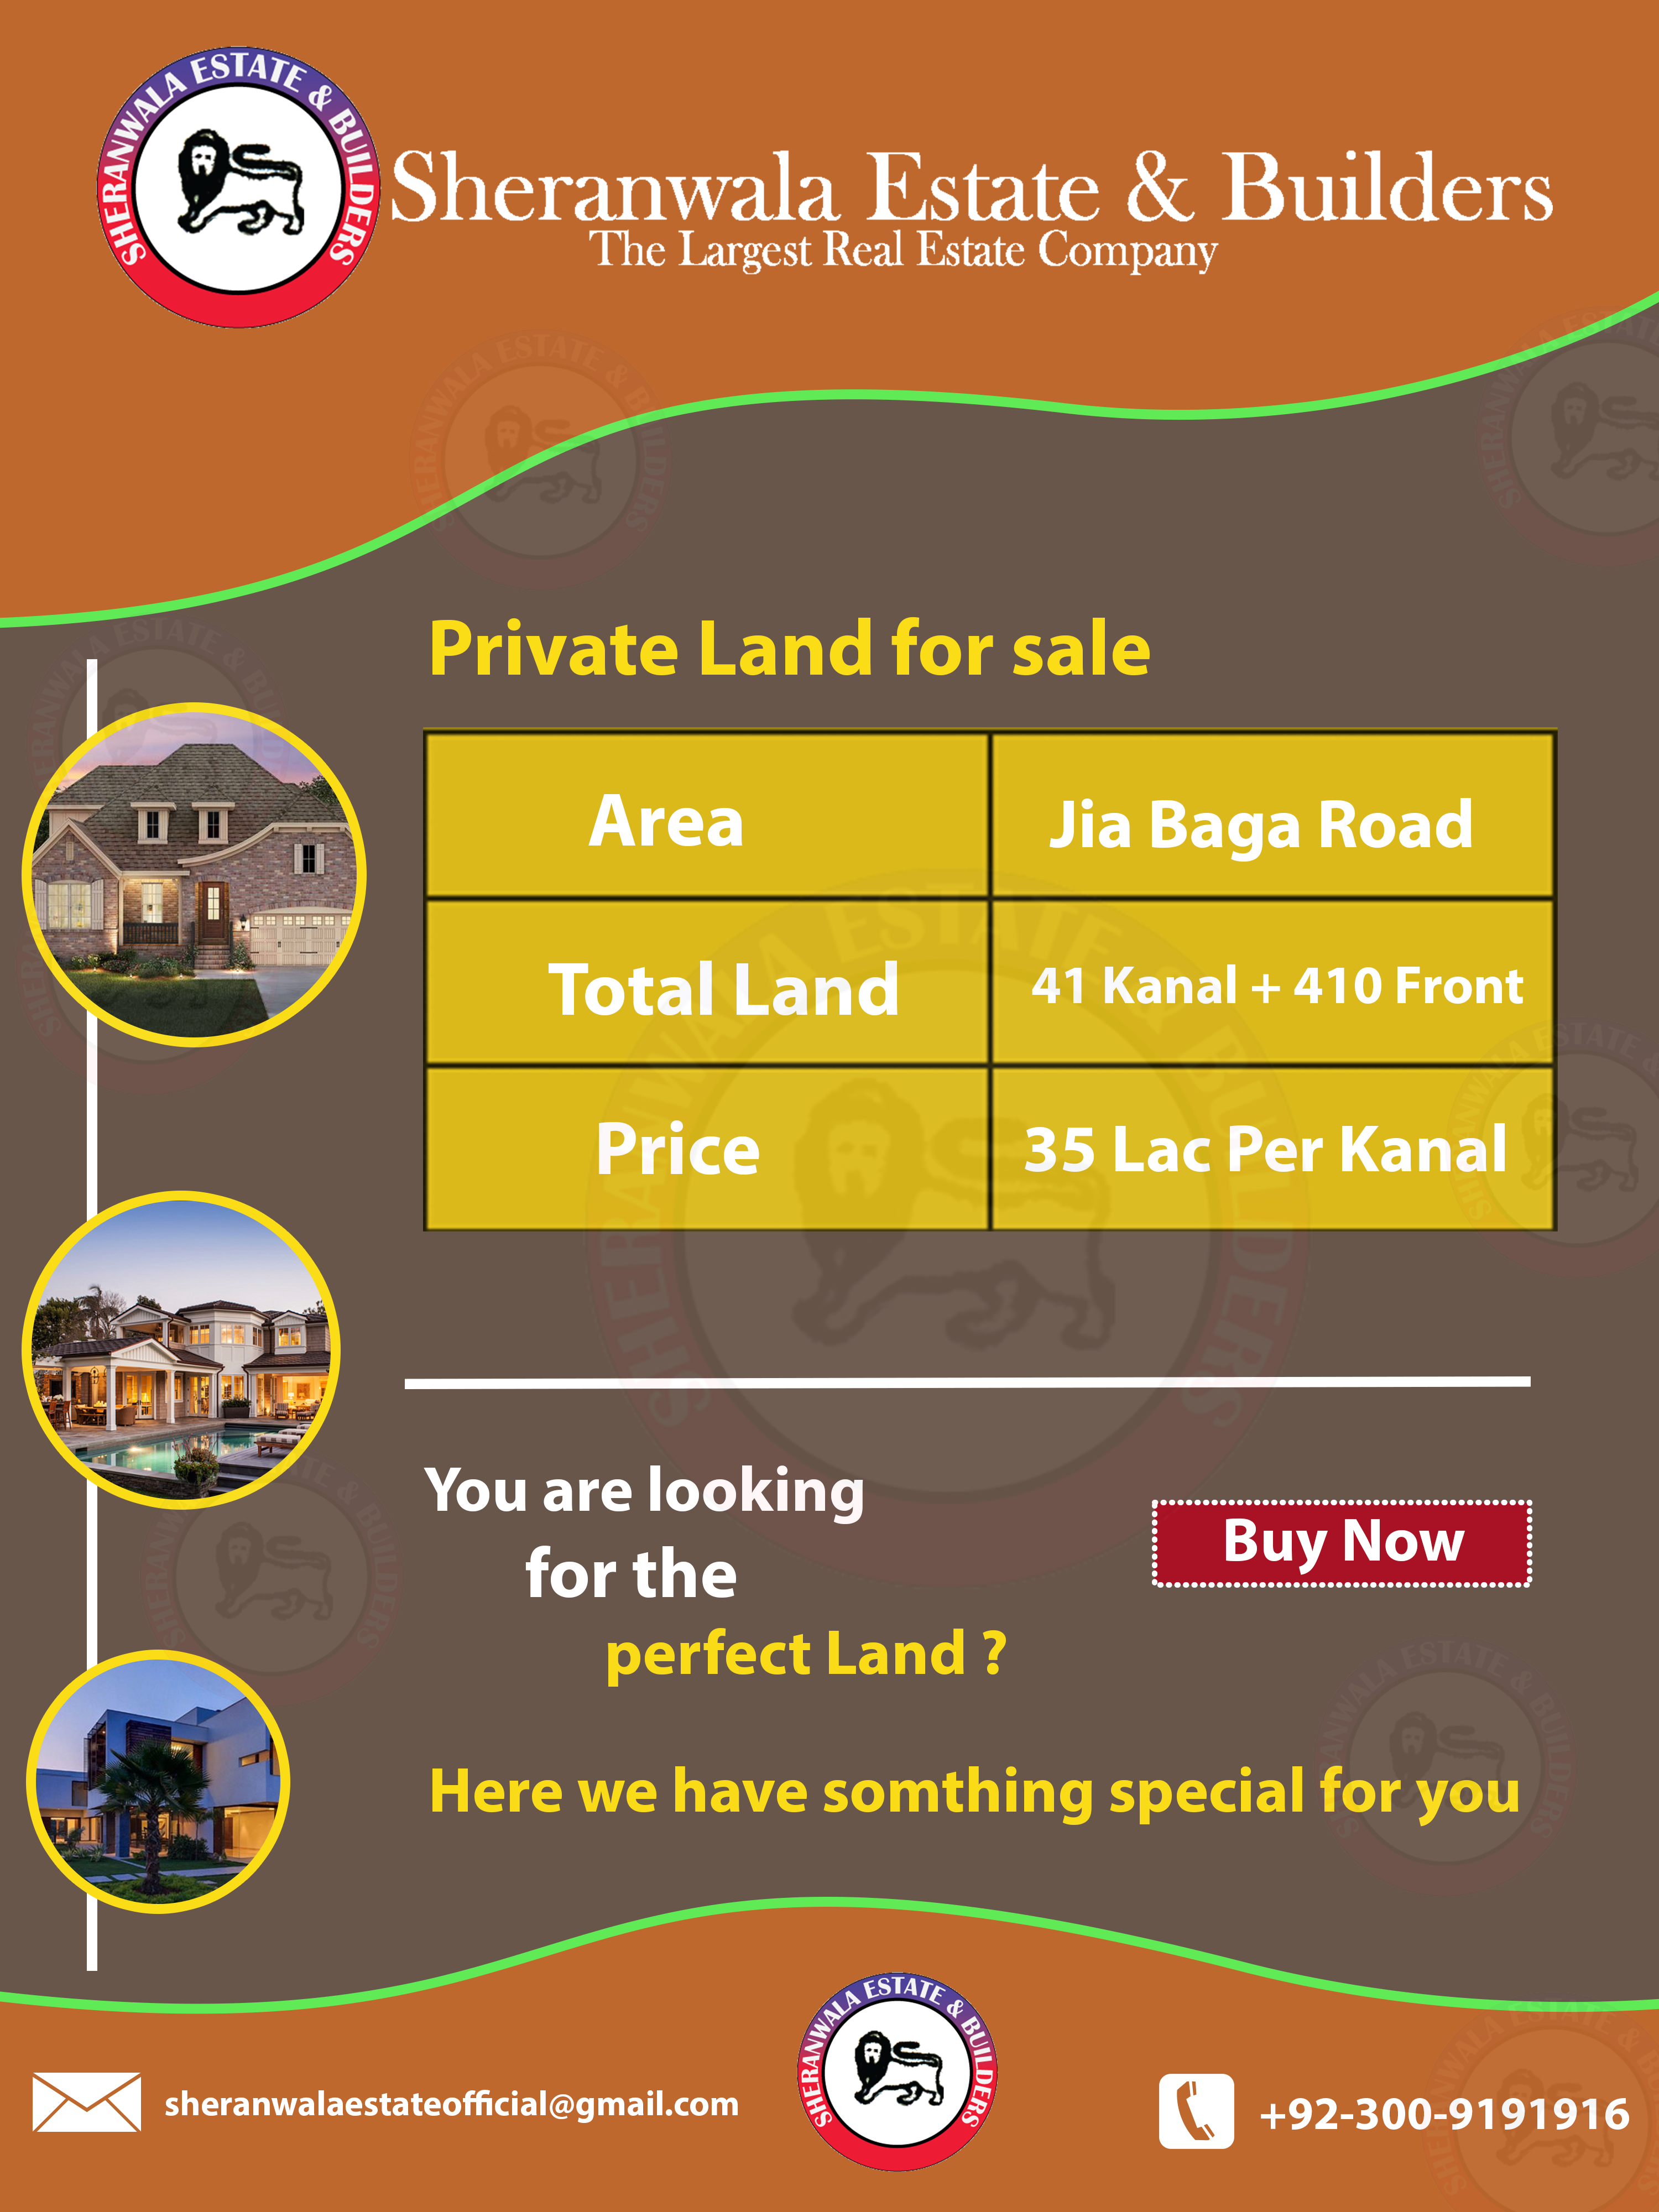 SHERANWALA ESTATE & BUILDERS
Sheranwala Estate & Builders
The Largest Real Estate Company
Private Land for sale
Area
Jia Baga Road
Total Land
41 Kanal + 410 Front
Price
35 Lac Per Kanal
You are looking
for the
perfect Land ?
Buy Now
Here we have somthing special for you
sheranwalaestateofficial@gmail.com
SHERANWALA ESTATE & BUILDERS
+92-300-9191916